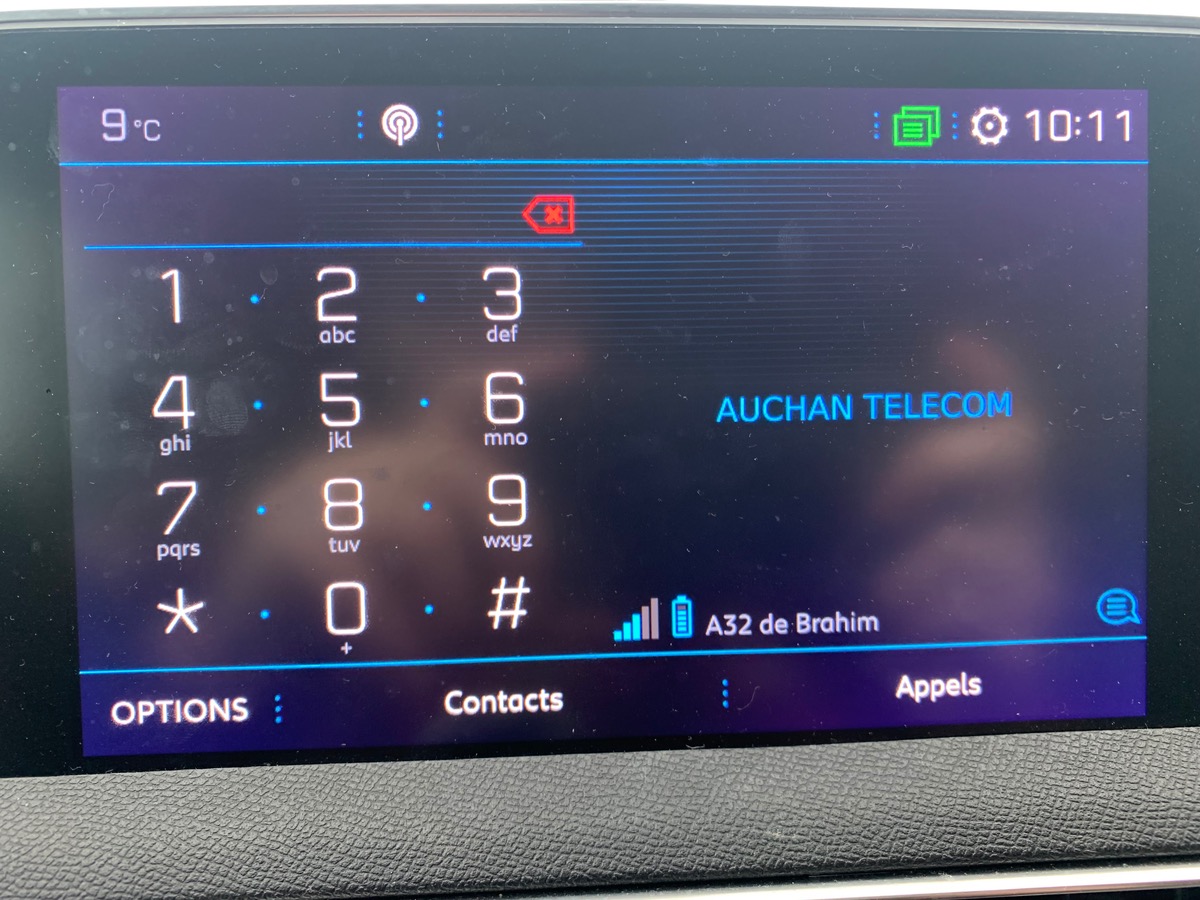 9 °C 10:11
1 2 3
abc def
4 5 6
ghi jkl mno
7 8 9
pqrs tuv wxyz
* 0 #
+
AUCHAN TELECOM
A32 de Brahim
OPTIONS Contacts Appels